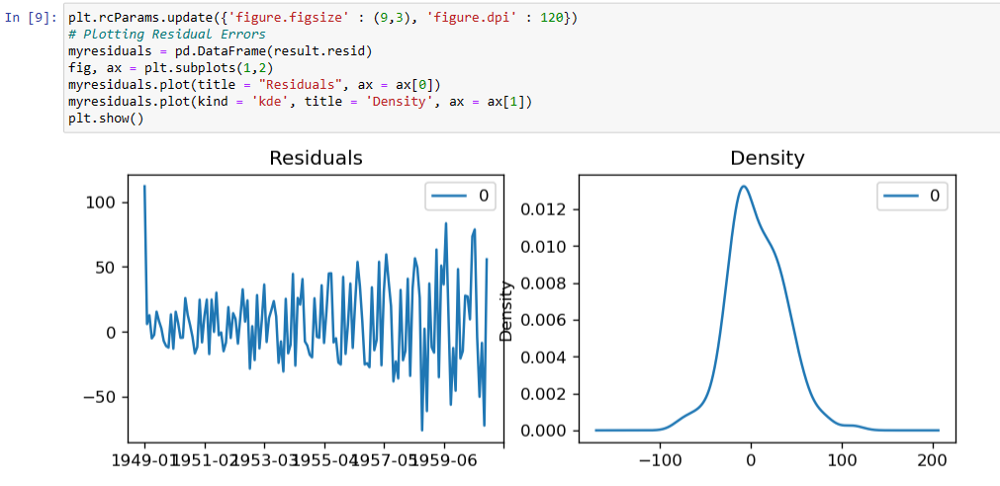 In [9]: plt.rcParams.update({'figure.figsize' : (9,3), 'figure.dpi' : 120})
# Plotting Residual Errors
myresiduals = pd.DataFrame(result.resid)
fig, ax = plt.subplots(1,2)
myresiduals.plot(title = "Residuals", ax = ax[0])
myresiduals.plot(kind = 'kde', title = 'Density', ax = ax[1])
plt.show()
Residuals
0
100
50
0
−50
1949-01 1951-02 1953-03 1955-04 1957-05 1959-06
Density
0
Density
0.012
0.010
0.008
0.006
0.004
0.002
0.000
−100 0 100 200